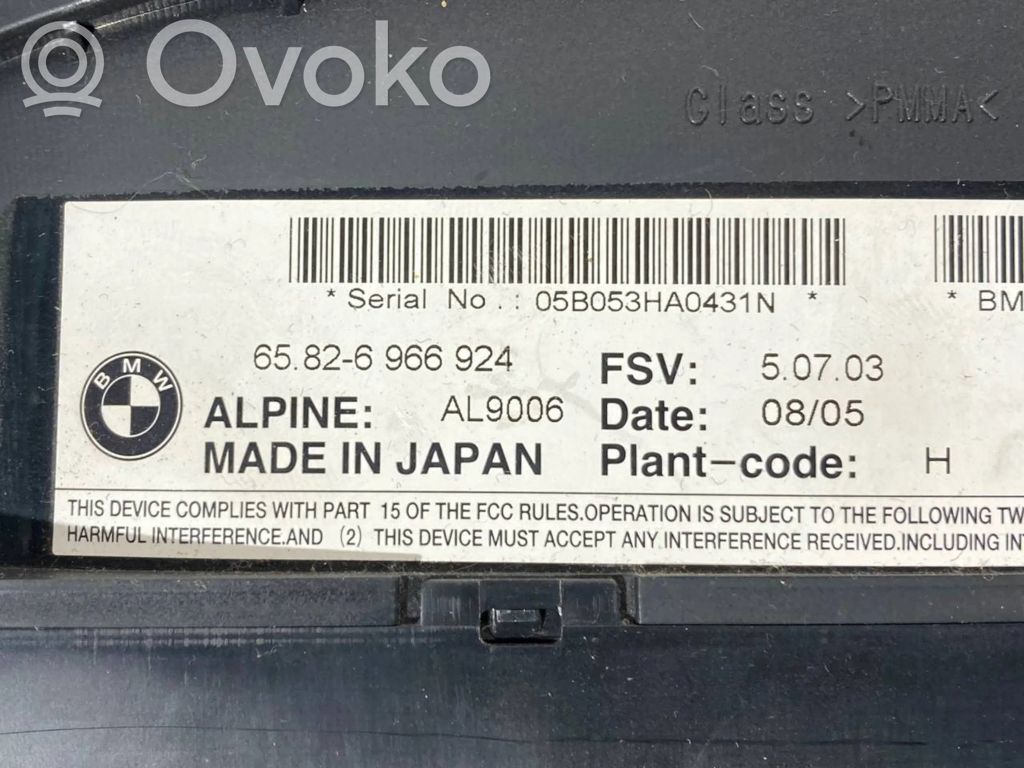 Ovoko
Glass >PMMA<
* Serial No.: 05B053HA0431N *
* BM
BMW
65.82-6 966 924
FSV: 5.07.03
ALPINE: AL9006
Date: 08/05
MADE IN JAPAN
Plant-code: H
THIS DEVICE COMPLIES WITH PART 15 OF THE FCC RULES.OPERATION IS SUBJECT TO THE FOLLOWING TW
HARMFUL INTERFERENCE.AND (2) THIS DEVICE MUST ACCEPT ANY INTERFERENCE RECEIVED.INCLUDING INT